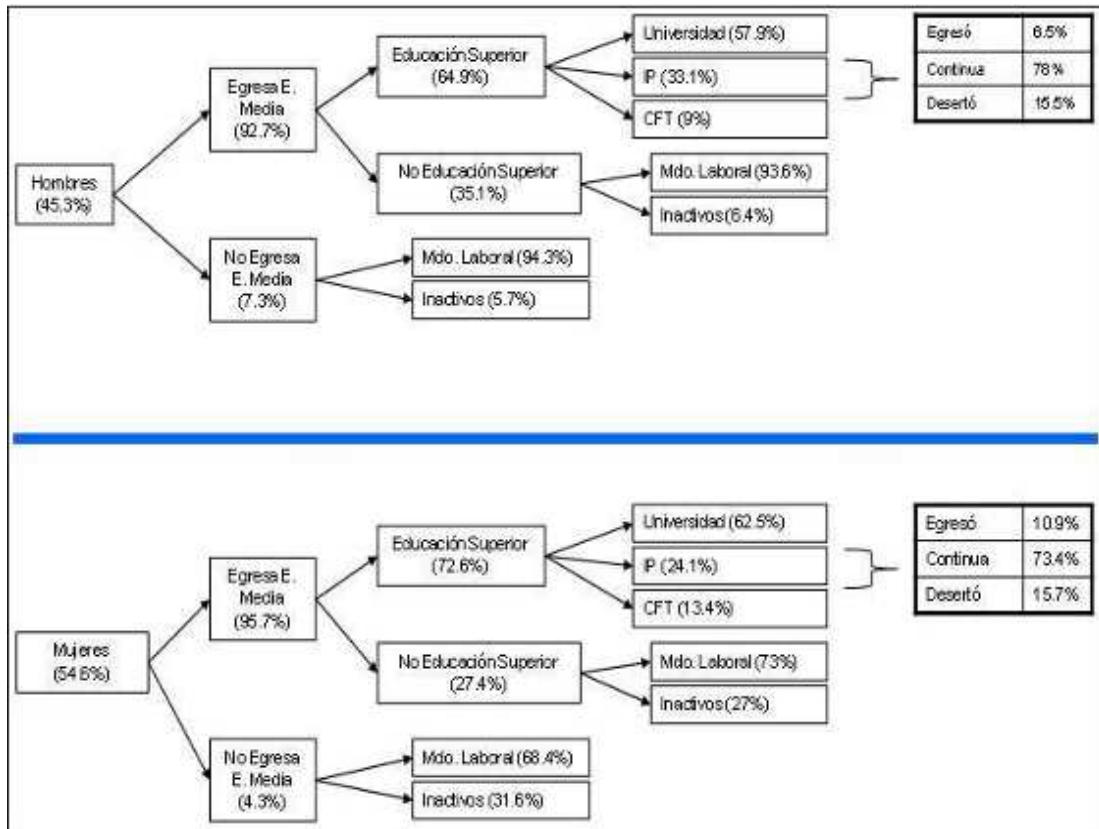 Hombres
(45.3%)
Egresa E.
Media
(92.7%)
No Egresa
E. Media
(7.3%)
Educación Superior
(64.9%)
No Educación Superior
(35.1%)
Mdo. Laboral (94.3%)
Inactivos (5.7%)
Universidad (57.9%)
IP (33.1%)
CFT (9%)
Mdo. Laboral (93.6%)
Inactivos (6.4%)
Egresó 6.5%
Continua 78%
Desertó 15.5%
Mujeres
(54.6%)
Egresa E.
Media
(95.7%)
No Egresa
E. Media
(4.3%)
Educación Superior
(72.6%)
No Educación Superior
(27.4%)
Mdo. Laboral (68.4%)
Inactivos (31.6%)
Universidad (62.5%)
IP (24.1%)
CFT (13.4%)
Mdo. Laboral (73%)
Inactivos (27%)
Egresó 10.9%
Continua 73.4%
Desertó 15.7%